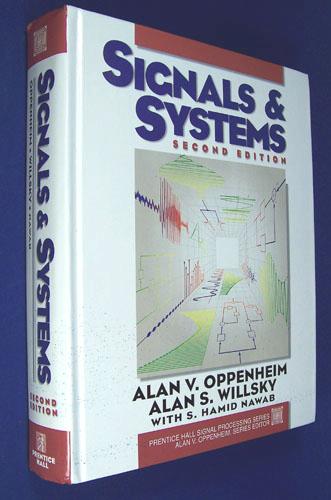 SIGNALS &
SYSTEMS
SECOND EDITION
ALAN V. OPPENHEIM
ALAN S. WILLSKY
WITH S. HAMID NAWAB
PRENTICE HALL SIGNAL PROCESSING SERIES
ALAN V. OPPENHEIM, SERIES EDITOR
SIGNALS & SYSTEMS
OPPENHEIM • WILLSKY • NAWAB
SECOND
EDITION
PRENTICE
HALL